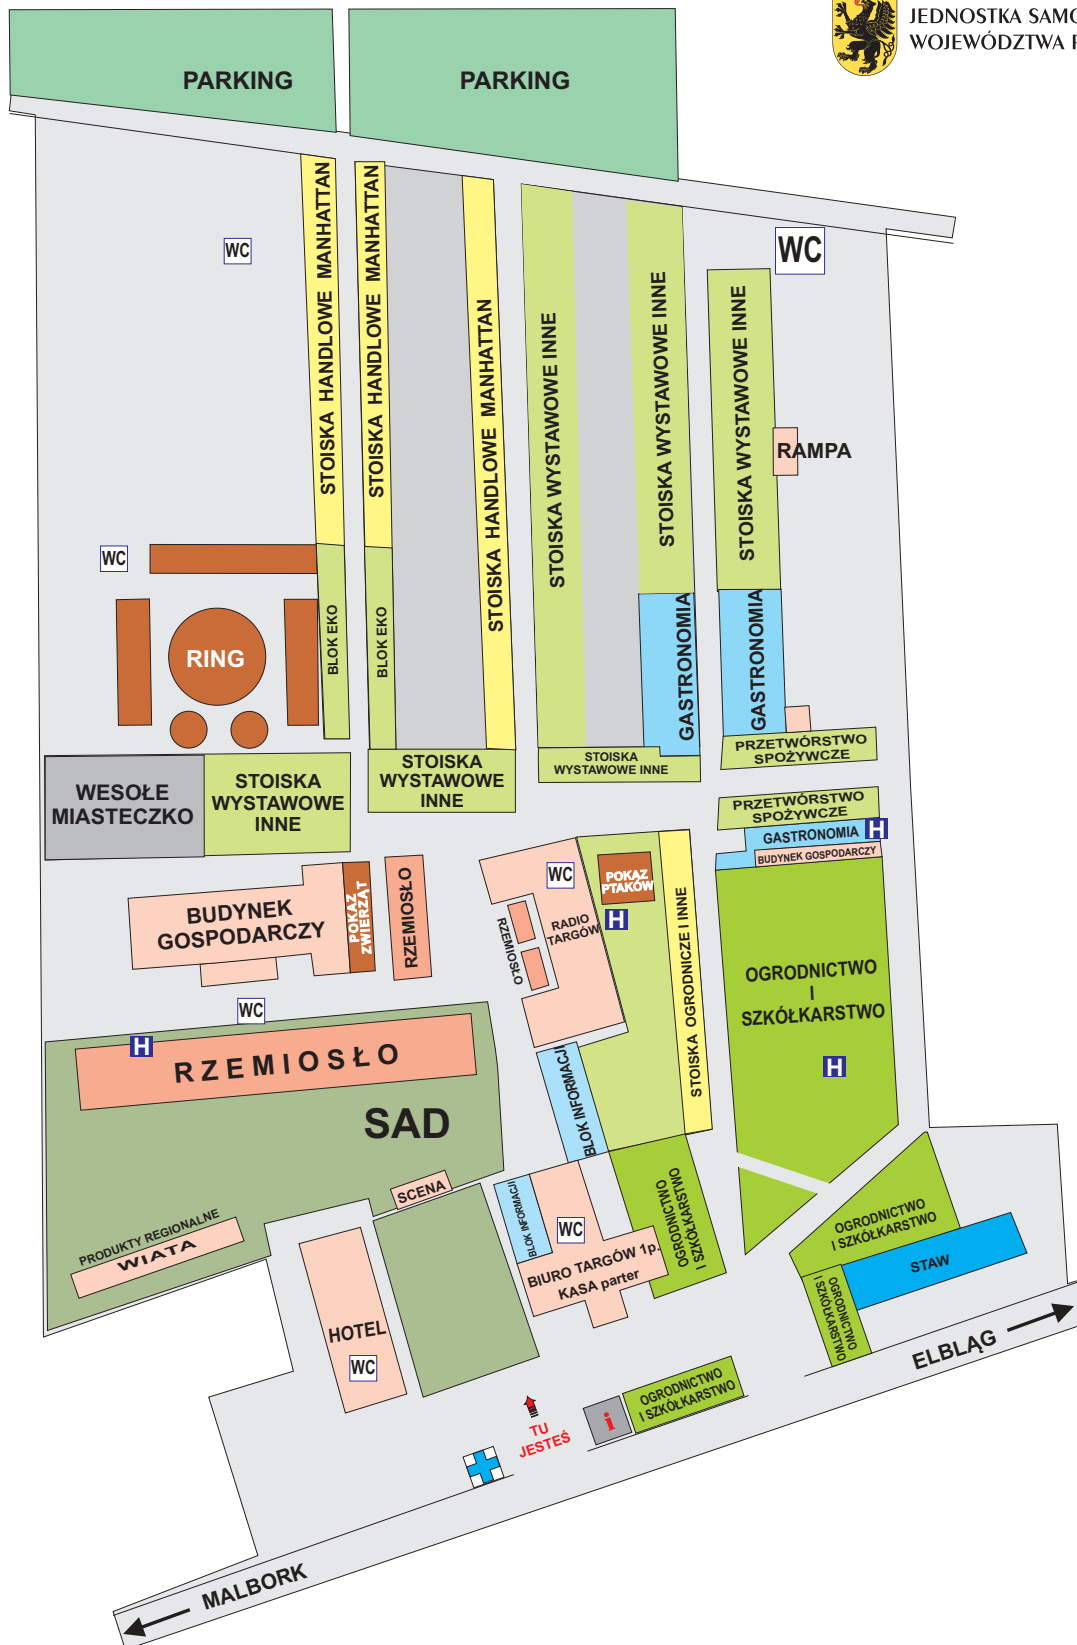 JEDNOSTKA SAMO
WOJEWÓDZTWA P
PARKING
PARKING
STOISKA HANDLOWE MANHATTAN
STOISKA HANDLOWE MANHATTAN
STOISKA HANDLOWE MANHATTAN
STOISKA WYSTAWOWE INNE
STOISKA WYSTAWOWE INNE
STOISKA WYSTAWOWE INNE
WC
WC
RAMPA
WC
BLOK EKO
BLOK EKO
RING
GASTRONOMIA
GASTRONOMIA
PRZETWÓRSTWO
SPOŻYWCZE
WESOŁE
MIASTECZKO
STOISKA
WYSTAWOWE
INNE
STOISKA
WYSTAWOWE
INNE
STOISKA
WYSTAWOWE INNE
PRZETWÓRSTWO
SPOŻYWCZE
GASTRONOMIA
H
BUDYNEK GOSPODARCZY
BUDYNEK
GOSPODARCZY
POKAZ
ZWIERZĄT
RZEMIOSŁO
WC
RZEMIOSŁO
RADIO
TARGÓW
POKAZ
PTAKÓW
H
STOISKA OGRODNICZE I INNE
OGRODNICTWO
I
SZKÓŁKARSTWO
H
WC
H
RZEMIOSŁO
SAD
BLOK INFORMACJI
SCENA
BLOK INFORMACJI
WC
OGRODNICTWO
I SZKÓŁKARSTWO
BIURO TARGÓW 1p.
KASA parter
PRODUKTY REGIONALNE
WIATA
HOTEL
WC
OGRODNICTWO
I SZKÓŁKARSTWO
STAW
OGRODNICTWO
I SZKÓŁKARSTWO
ELBLĄG
OGRODNICTWO
I SZKÓŁKARSTWO
i
TU
JESTEŚ
MALBORK